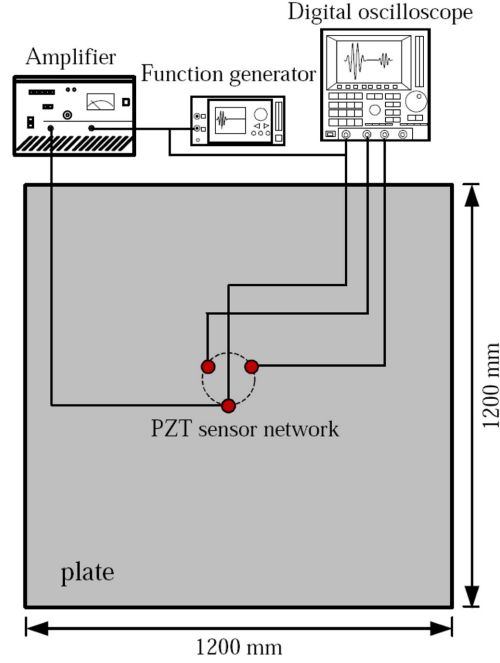 Digital oscilloscope
Amplifier
Function generator
PZT sensor network
1200 mm
plate
1200 mm